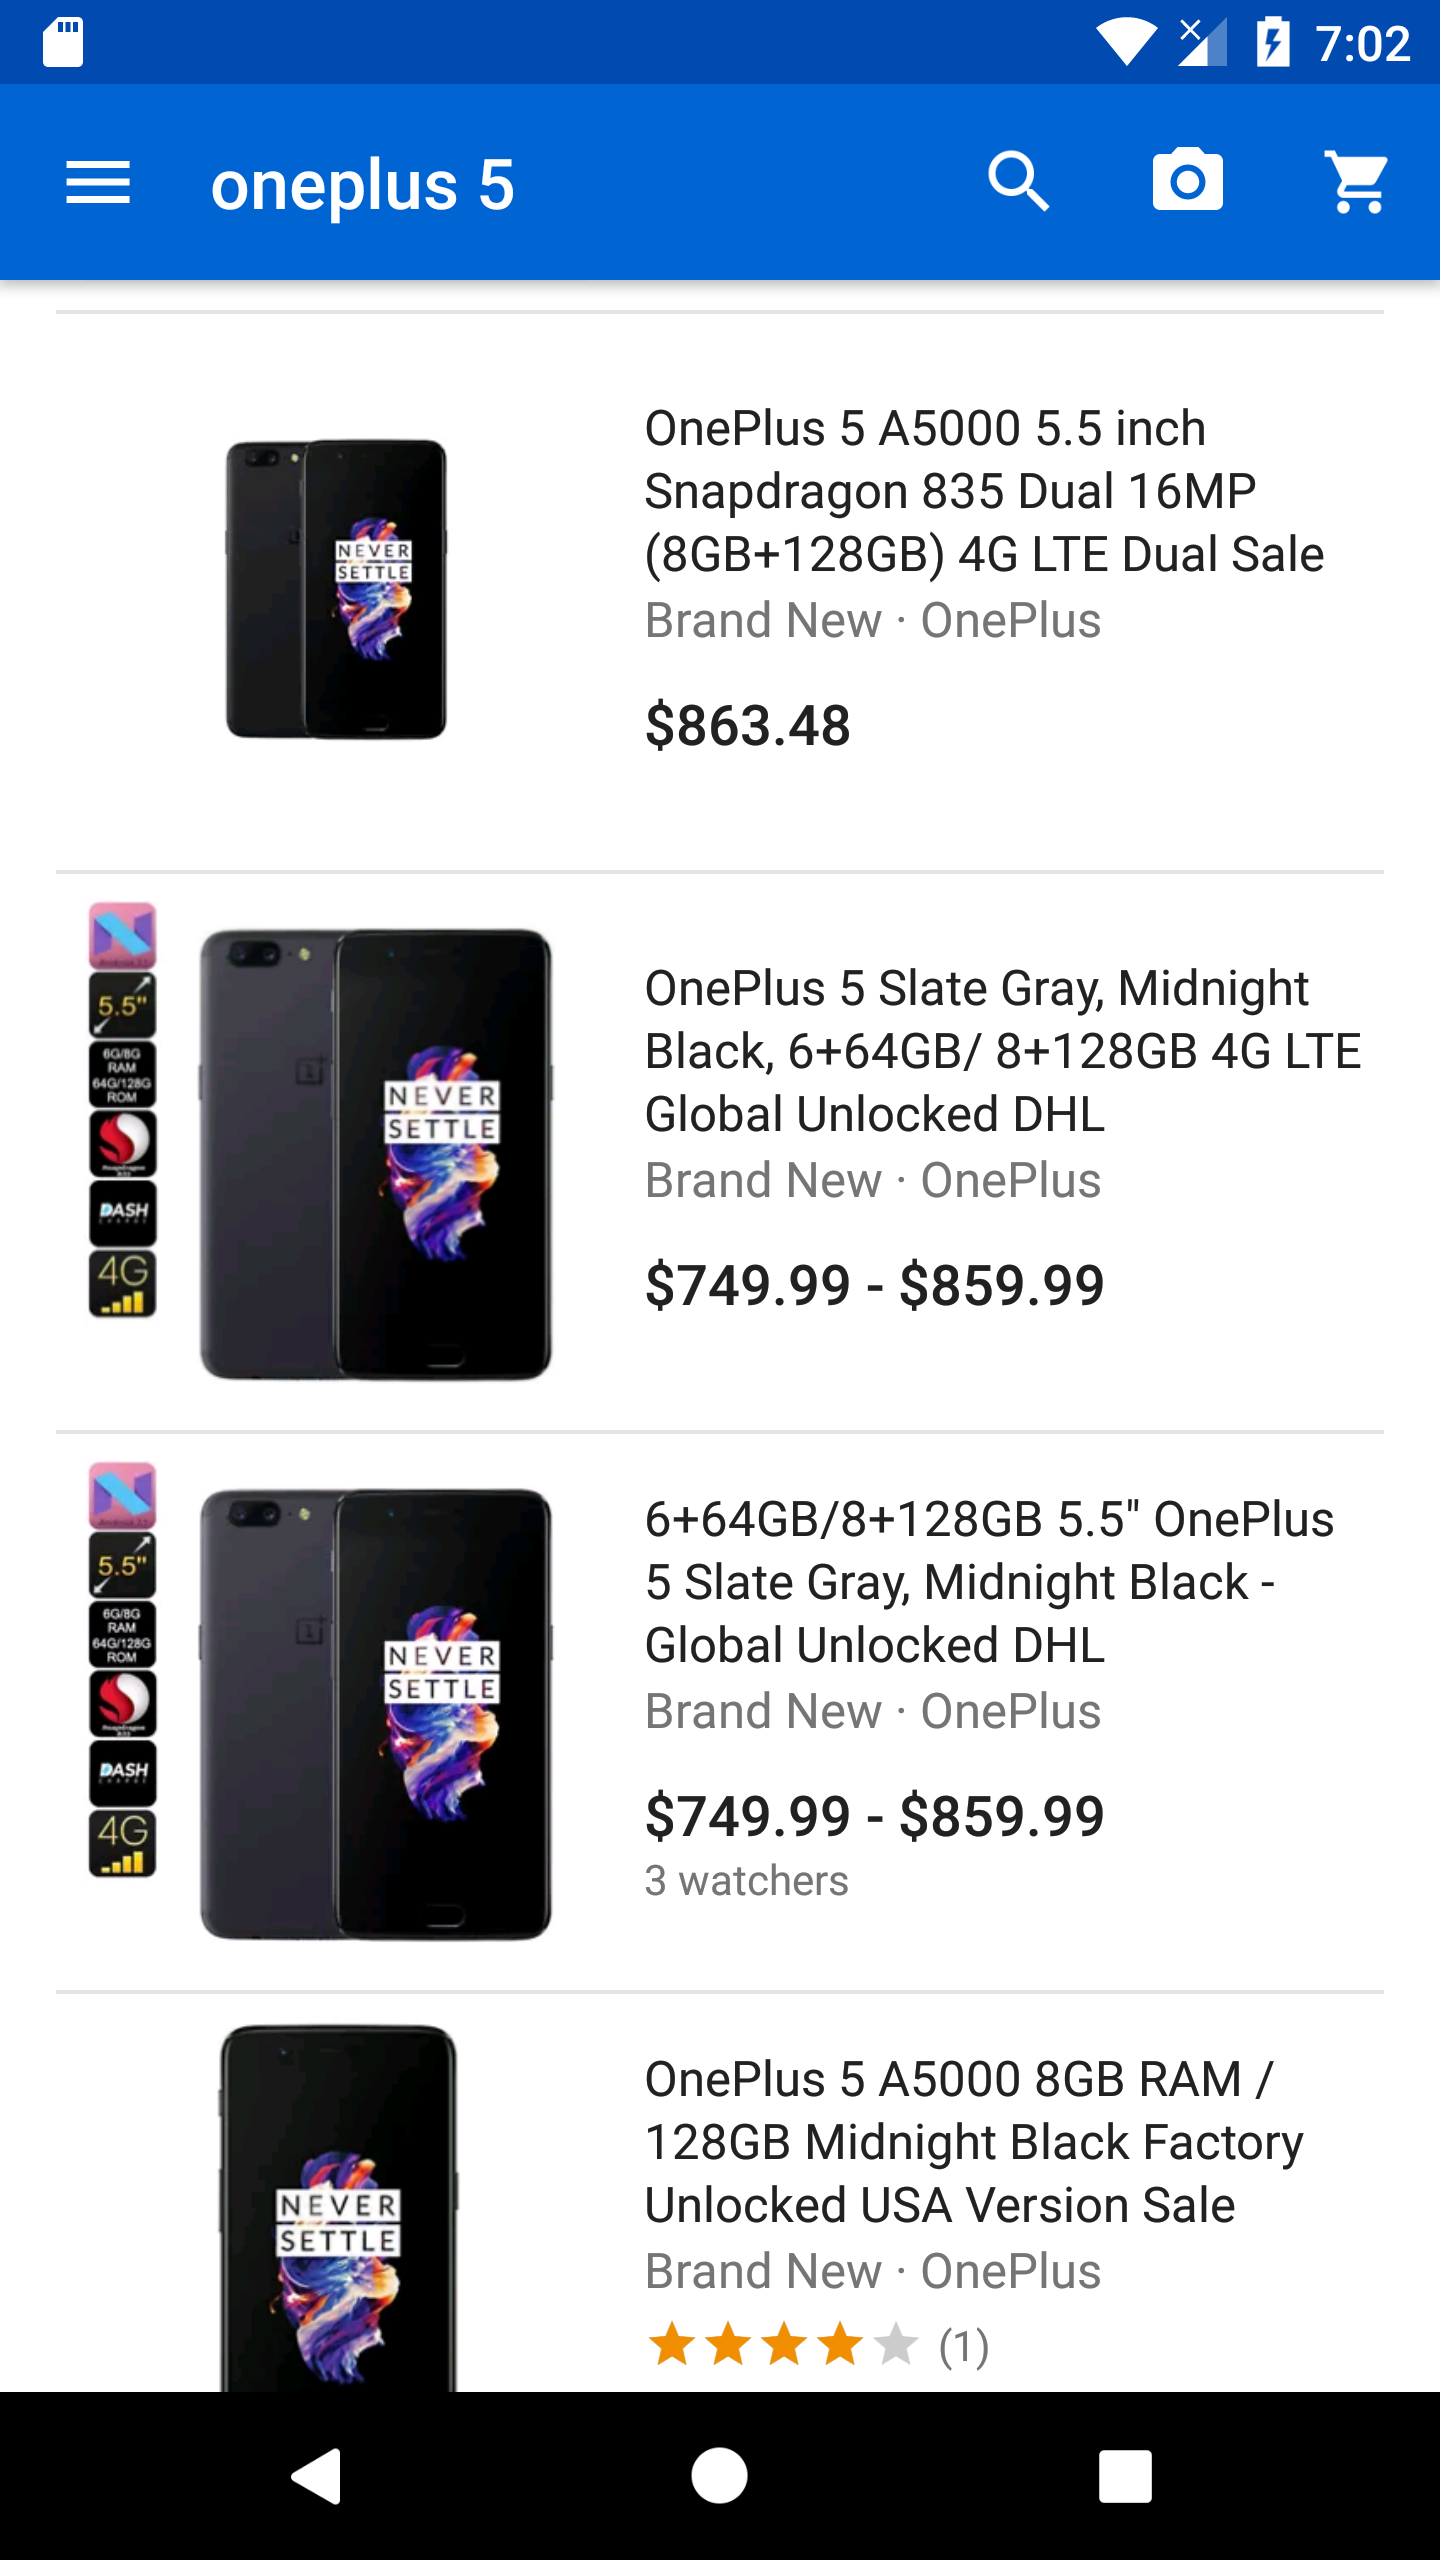 7:02
oneplus 5
OnePlus 5 A5000 5.5 inch
Snapdragon 835 Dual 16MP
(8GB+128GB) 4G LTE Dual Sale
Brand New · OnePlus
$863.48
NEVER
SETTLE
OnePlus 5 Slate Gray, Midnight
Black, 6+64GB/ 8+128GB 4G LTE
Global Unlocked DHL
Brand New · OnePlus
$749.99 - $859.99
5.5"
6G/8G
RAM
64G/128G
ROM
DASH
4G
NEVER
SETTLE
6+64GB/8+128GB 5.5" OnePlus
5 Slate Gray, Midnight Black -
Global Unlocked DHL
Brand New · OnePlus
$749.99 - $859.99
3 watchers
5.5"
6G/8G
RAM
64G/128G
ROM
DASH
4G
NEVER
SETTLE
OnePlus 5 A5000 8GB RAM /
128GB Midnight Black Factory
Unlocked USA Version Sale
Brand New · OnePlus
(1)
NEVER
SETTLE